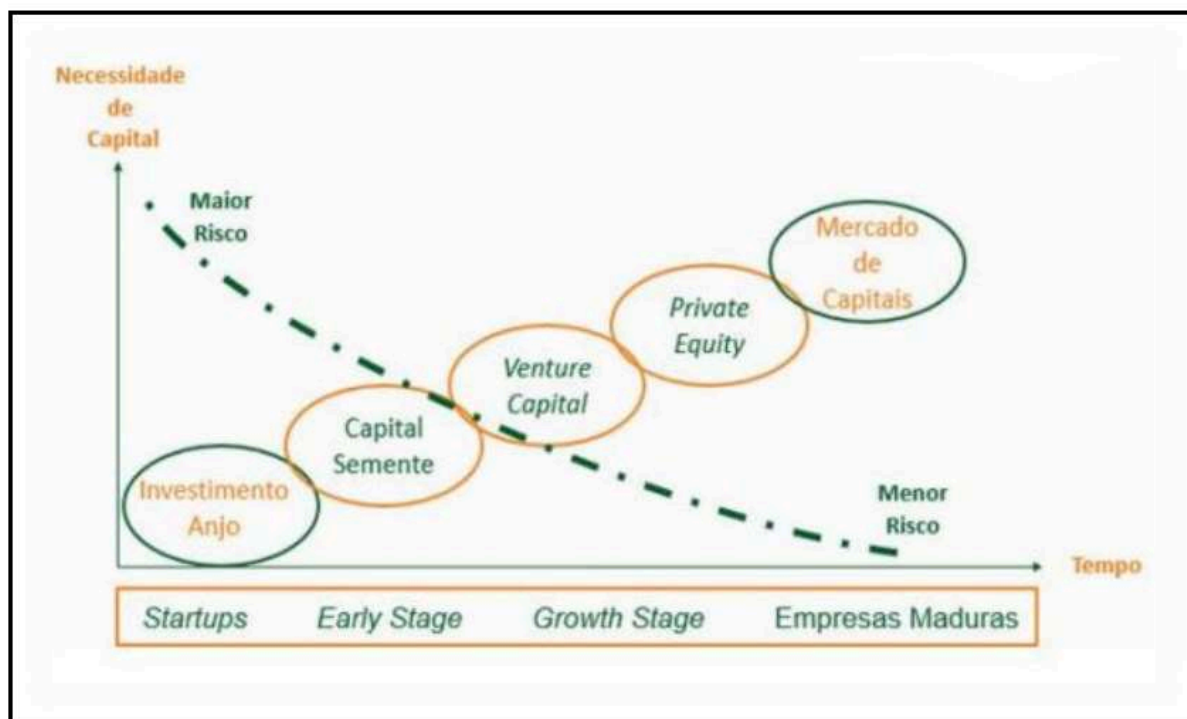 Necessidade
de
Capital
Maior
Risco
Mercado
de
Capitais
Private
Equity
Venture
Capital
Capital
Semente
Investimento
Anjo
Menor
Risco
Tempo
Startups Early Stage Growth Stage Empresas Maduras